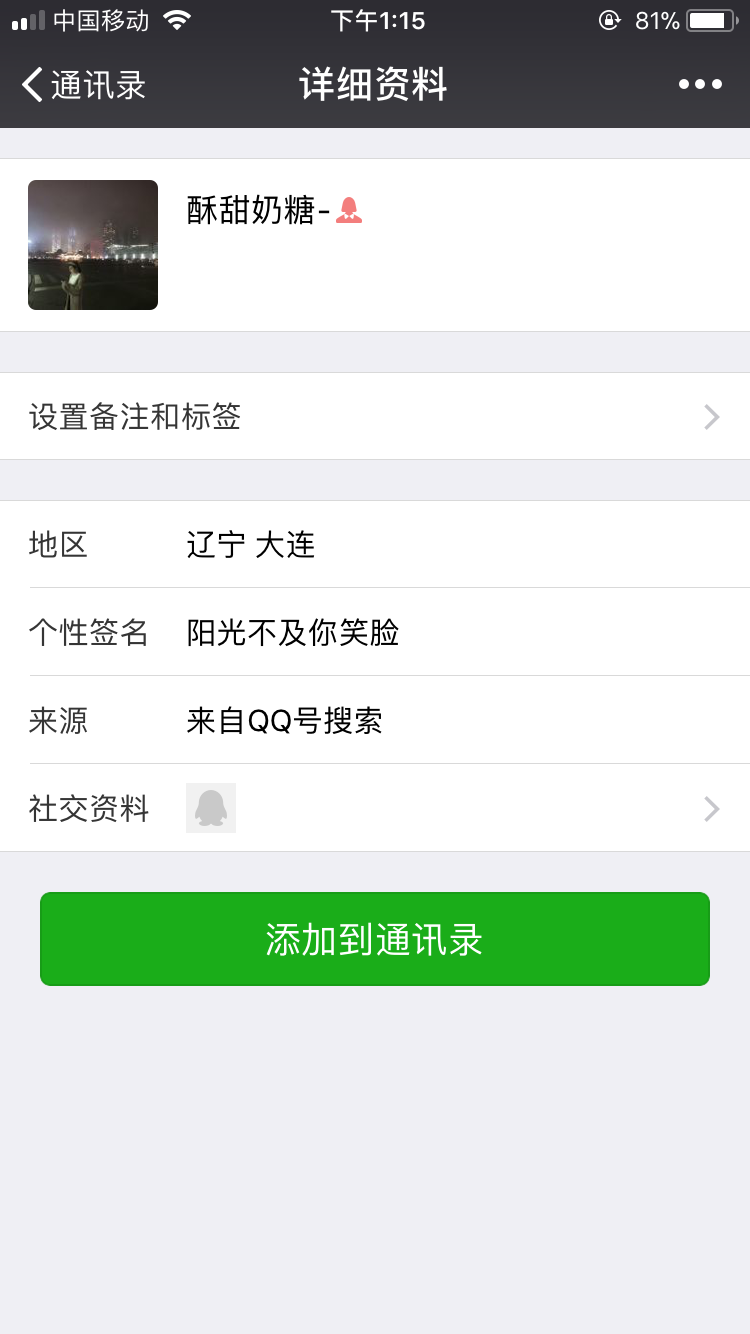 中国移动 下午1:15 81%
通讯录 详细资料
酥甜奶糖-
设置备注和标签
地区 辽宁 大连
个性签名 阳光不及你笑脸
来源 来自QQ号搜索
社交资料
添加到通讯录